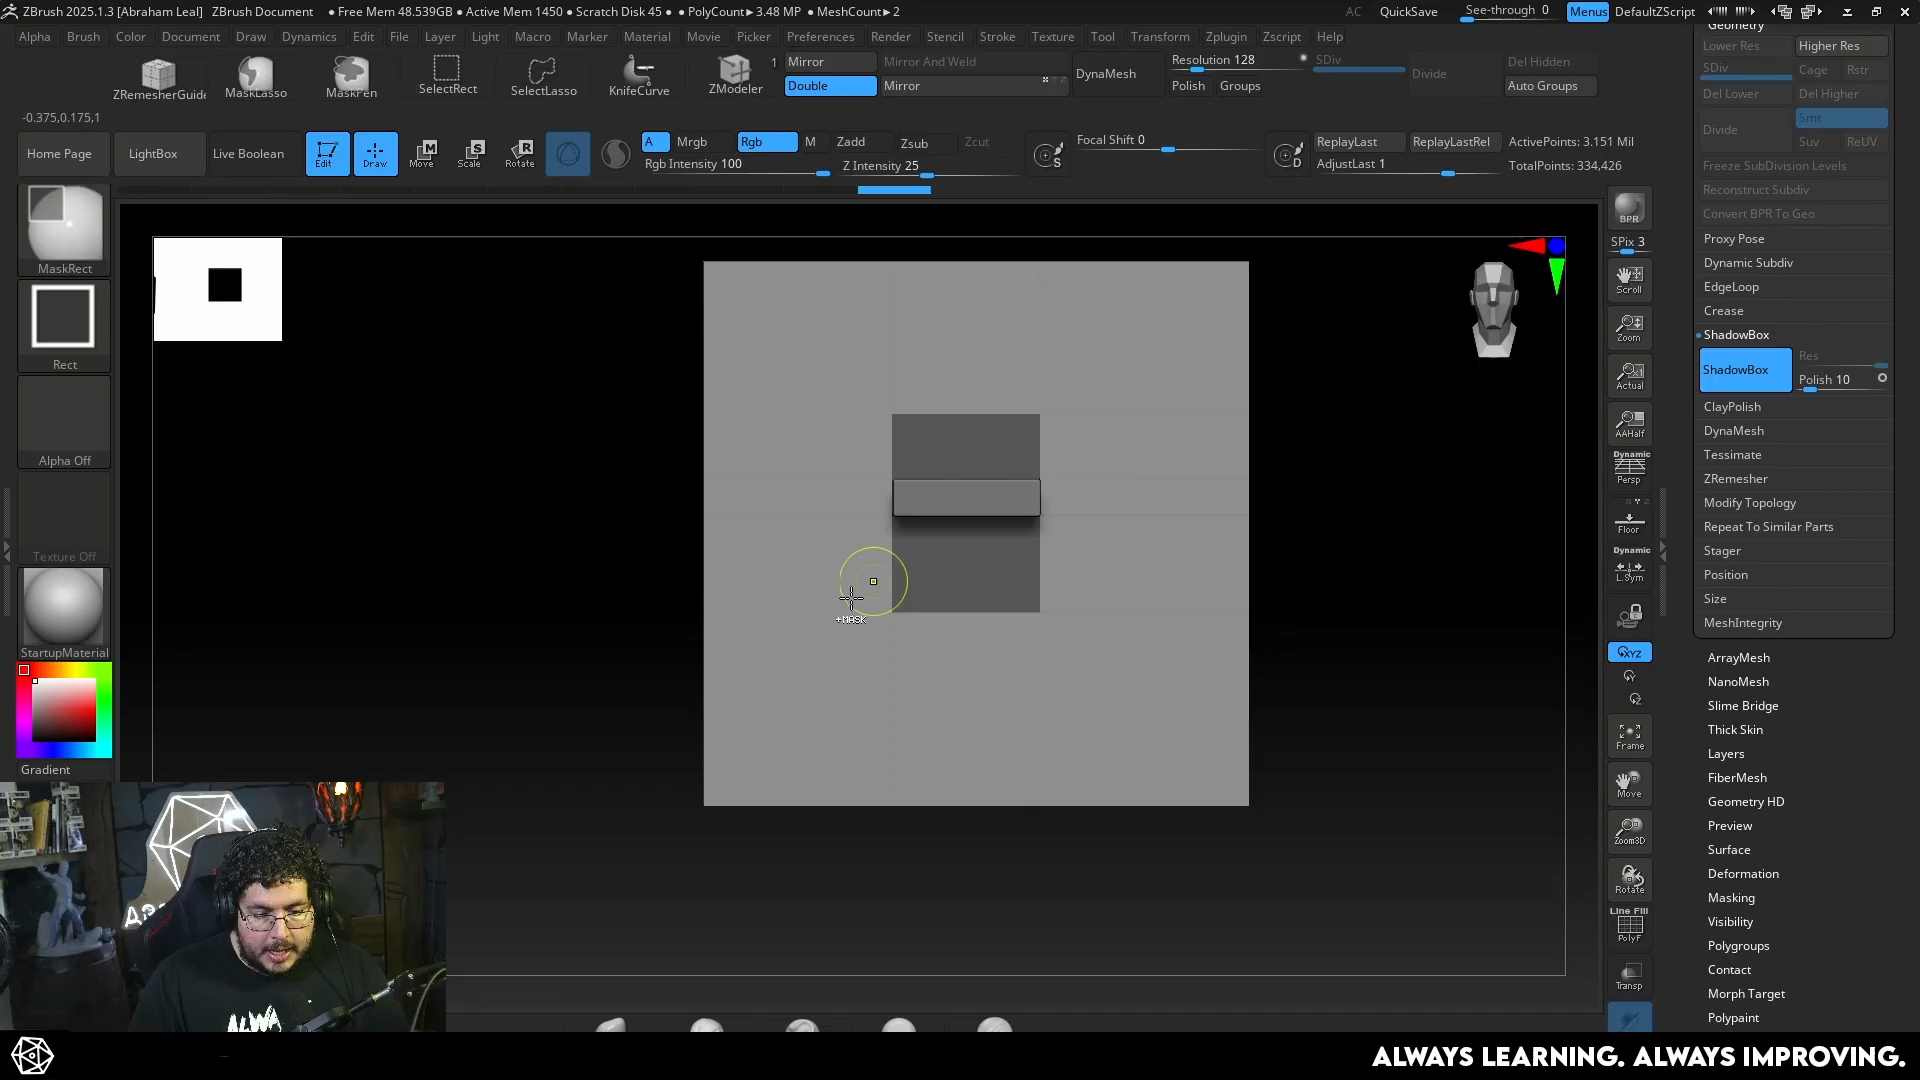 ZBrush 2025.1.3 [Abraham Leal] ZBrush Document ● Free Mem 48.539GB ● Active Mem 1450 ● Scratch Disk 45 ● ● PolyCount► 3.48 MP ● MeshCount► 2 AC QuickSave See-through 0 Menus DefaultZScript
Alpha Brush Color Document Draw Dynamics Edit File Layer Light Macro Marker Material Movie Picker Preferences Render Stencil Stroke Texture Tool Transform Zplugin Zscript Help
ZRemesherGuide MaskLasso MaskPen SelectRect SelectLasso KnifeCurve ZModeler 1
Mirror Mirror And Weld
Double Mirror
DynaMesh
Resolution 128
Polish Groups
SDiv
Divide
Del Hidden
Auto Groups
-0.375,0.175,1
Home Page LightBox Live Boolean Edit Draw Move Scale Rotate
A Mrgb Rgb M Zadd Zsub Zcut
Rgb Intensity 100 Z Intensity 25
S
Focal Shift 0
D
ReplayLast ReplayLastRel
AdjustLast 1
ActivePoints: 3.151 Mil
TotalPoints: 334,426
MaskRect
Rect
Alpha Off
Texture Off
StartupMaterial
Gradient
+MASK
BPR
SPix 3
Scroll
Zoom
Actual
AAHalf
Dynamic
Persp
Floor
Dynamic
L.Sym
XYZ
Y
Z
Frame
Move
Zoom3D
Rotate
Line Fill
PolyF
Transp
Geometry
Lower Res Higher Res
SDiv Cage Rstr
Del Lower Del Higher
Divide Smt
Suv ReUV
Freeze SubDivision Levels
Reconstruct Subdiv
Convert BPR To Geo
Proxy Pose
Dynamic Subdiv
EdgeLoop
Crease
ShadowBox
ShadowBox Res
Polish 10
ClayPolish
DynaMesh
Tessimate
ZRemesher
Modify Topology
Repeat To Similar Parts
Stager
Position
Size
MeshIntegrity
ArrayMesh
NanoMesh
Slime Bridge
Thick Skin
Layers
FiberMesh
Geometry HD
Preview
Surface
Deformation
Masking
Visibility
Polygroups
Contact
Morph Target
Polypaint
ALWAYS LEARNING. ALWAYS IMPROVING.